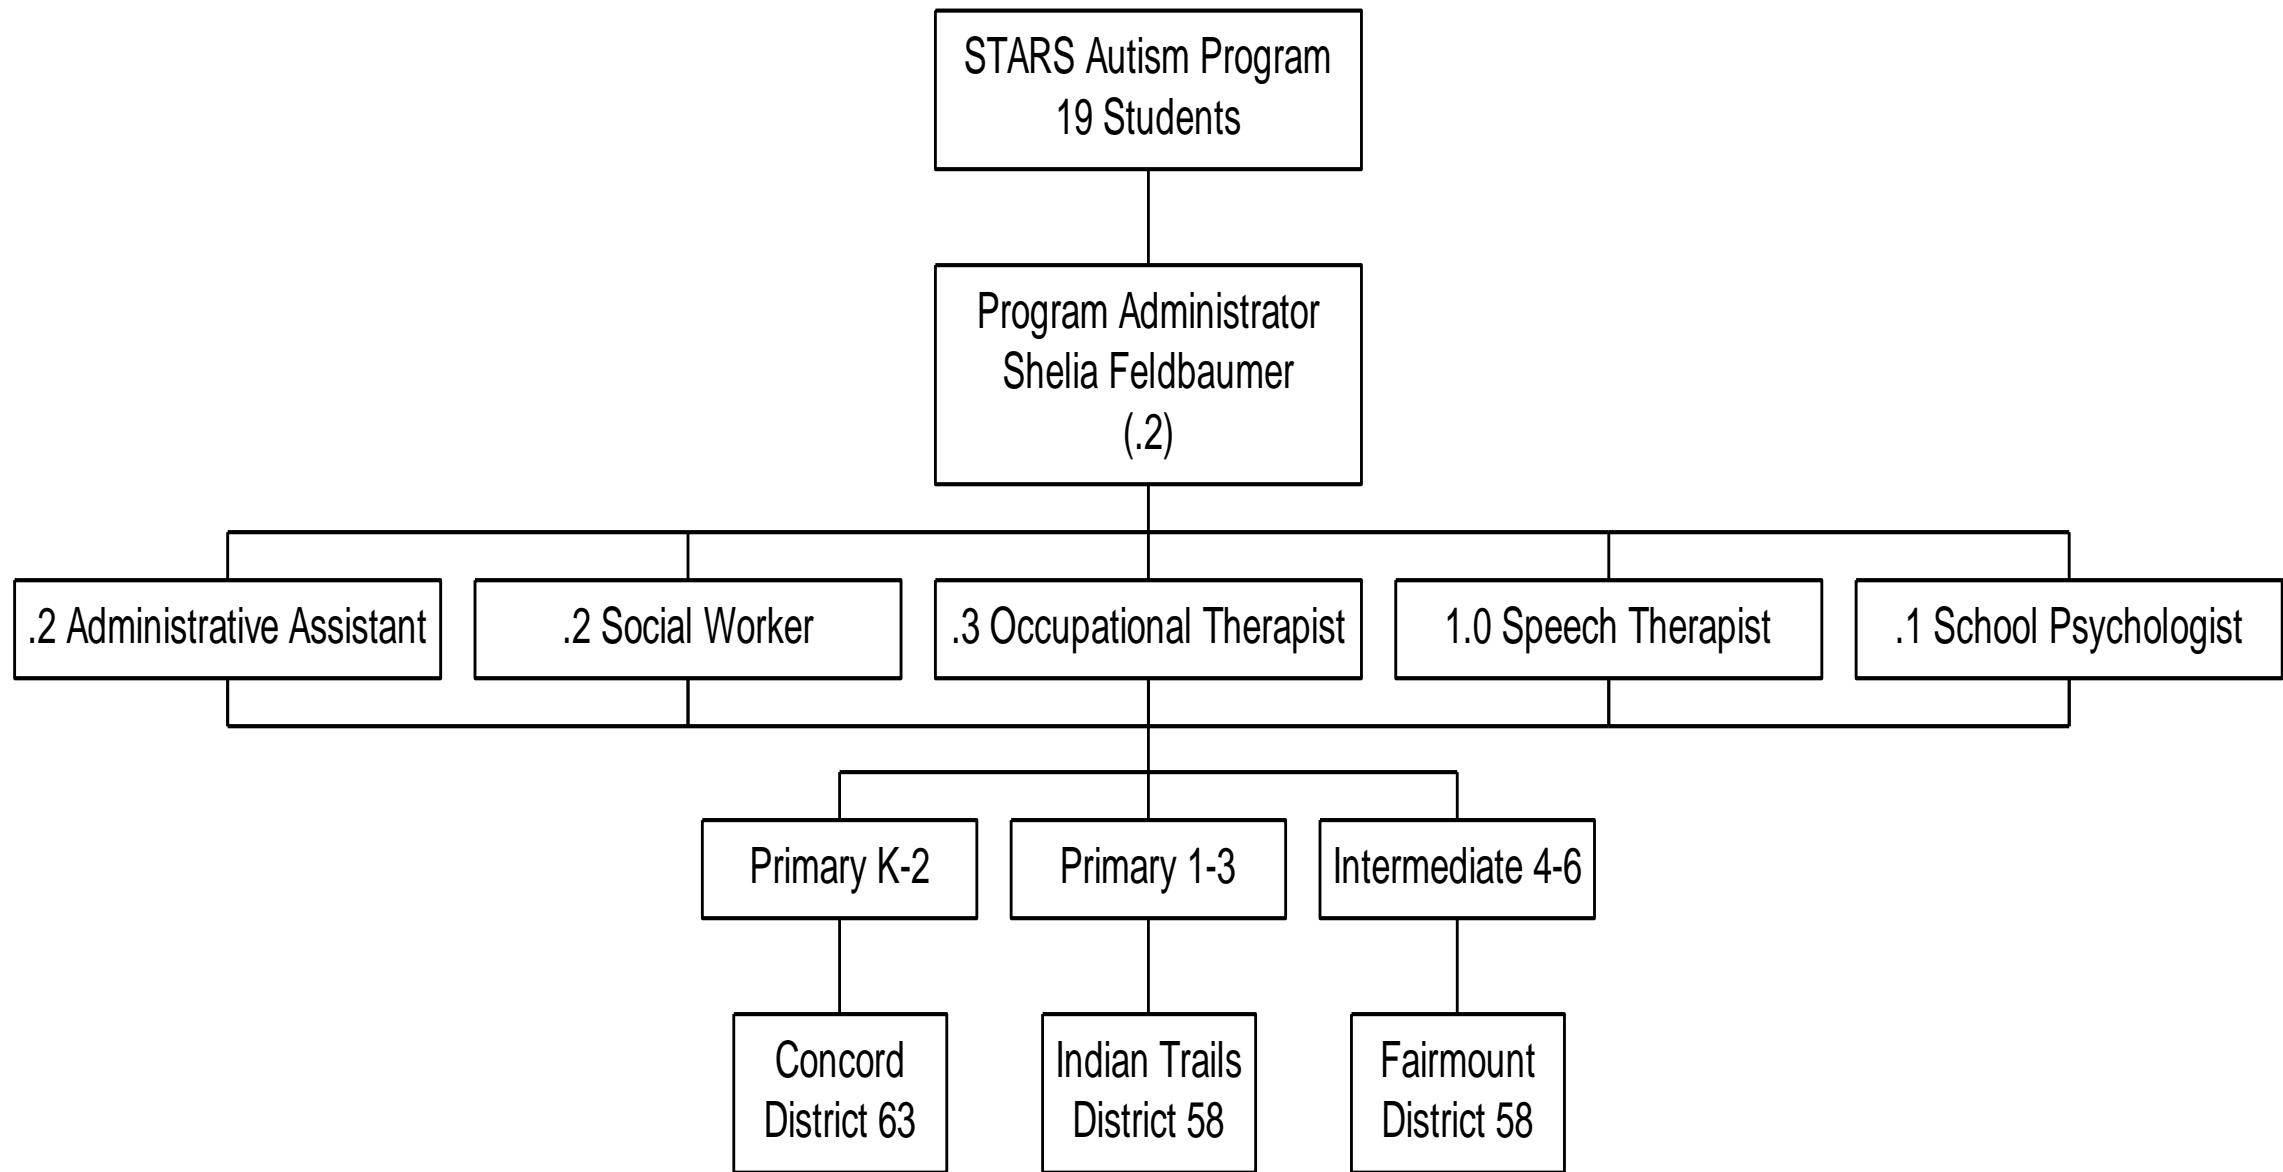 STARS Autism Program
19 Students
Program Administrator
Shelia Feldbaumer
(.2)
.2 Administrative Assistant
.2 Social Worker
.3 Occupational Therapist
1.0 Speech Therapist
.1 School Psychologist
Primary K-2
Primary 1-3
Intermediate 4-6
Concord
District 63
Indian Trails
District 58
Fairmount
District 58